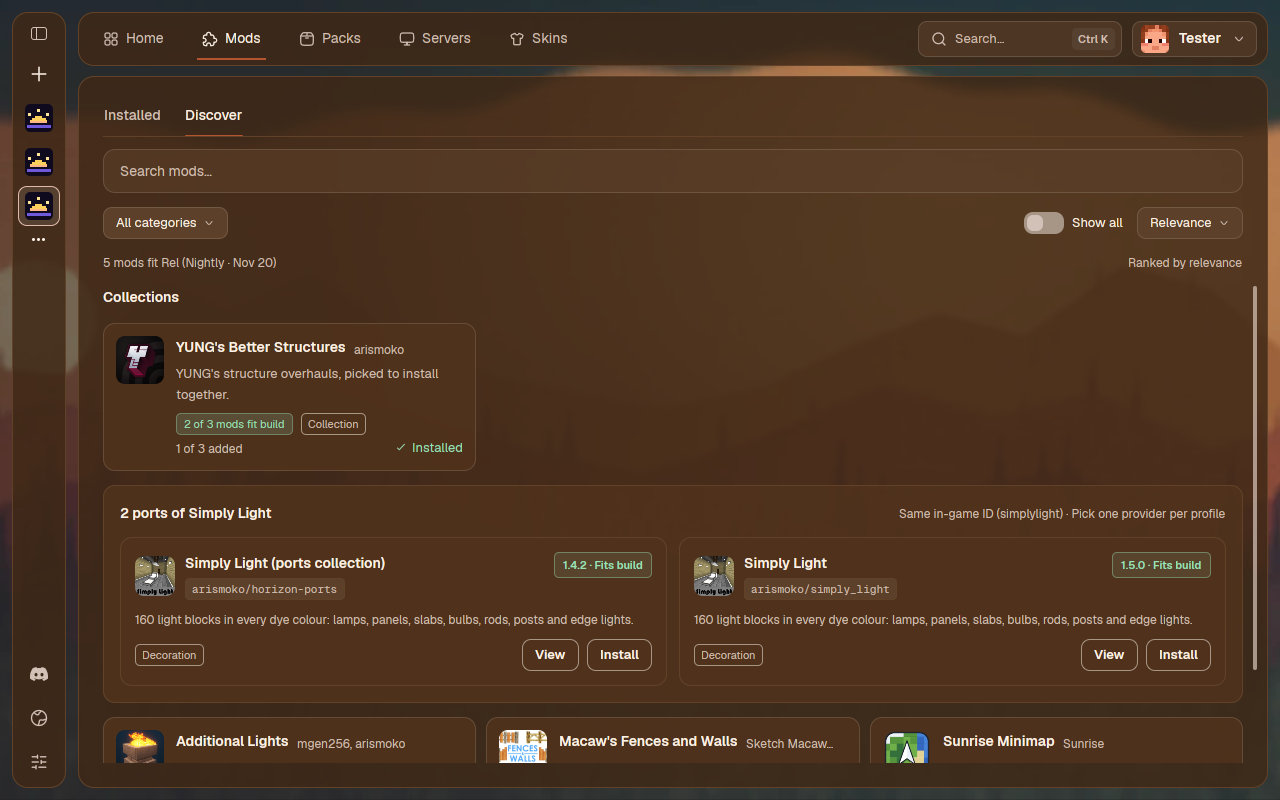 Home
Mods
Packs
Servers
Skins
Search...
Ctrl K
Tester
Installed
Discover
Search mods...
All categories
Show all
Relevance
5 mods fit Rel (Nightly · Nov 20)
Ranked by relevance
Collections
YUNG's Better Structures arismoko
YUNG's structure overhauls, picked to install
together.
2 of 3 mods fit build
Collection
1 of 3 added
Installed
2 ports of Simply Light
Same in-game ID (simplylight) · Pick one provider per profile
Simply Light (ports collection)
1.4.2 · Fits build
arismoko/horizon-ports
160 light blocks in every dye colour: lamps, panels, slabs, bulbs, rods, posts and edge lights.
Decoration
View
Install
Simply Light
1.5.0 · Fits build
arismoko/simply_light
160 light blocks in every dye colour: lamps, panels, slabs, bulbs, rods, posts and edge lights.
Decoration
View
Install
Additional Lights mgen256, arismoko
FENCES
WALLS
Macaw's Fences and Walls Sketch Macaw...
Sunrise Minimap Sunrise